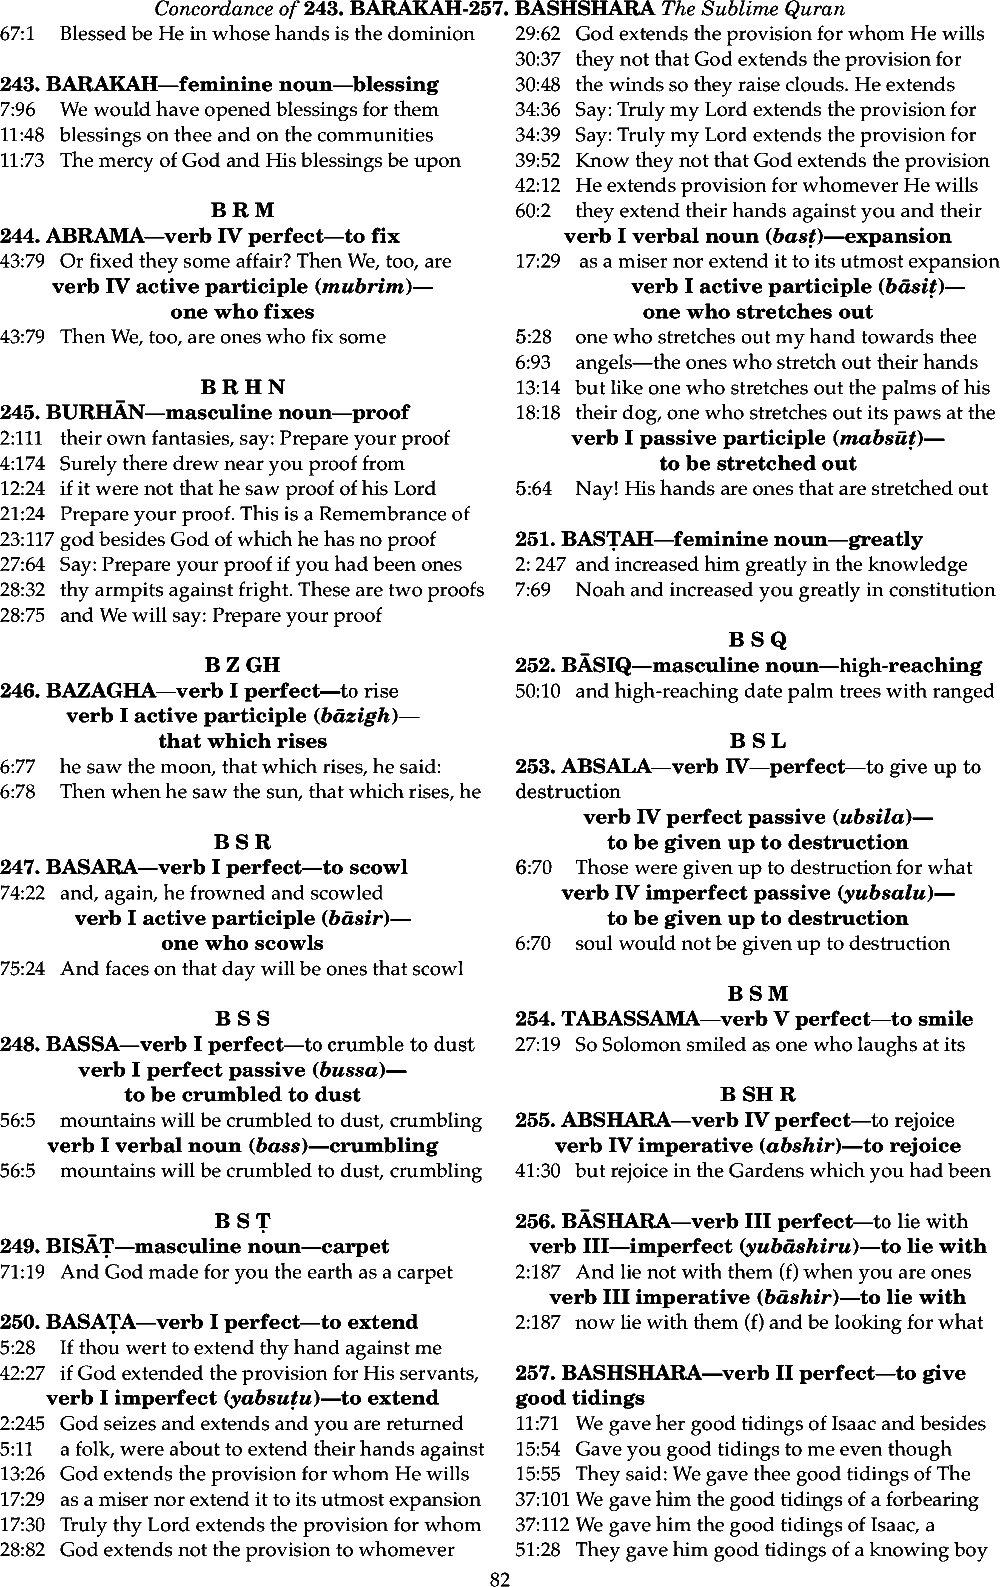 Concordance of 243. BARAKAH-257. BASHSHARA The Sublime Quran
67:1 Blessed be He in whose hands is the dominion
243. BARAKAH—feminine noun—blessing
7:96 We would have opened blessings for them
11:48 blessings on thee and on the communities
11:73 The mercy of God and His blessings be upon
B R M
244. ABRAMA—verb IV perfect—to fix
43:79 Or fixed they some affair? Then We, too, are
verb IV active participle (mubrim)—
one who fixes
43:79 Then We, too, are ones who fix some
B R H N
245. BURHĀN—masculine noun—proof
2:111 their own fantasies, say: Prepare your proof
4:174 Surely there drew near you proof from
12:24 if it were not that he saw proof of his Lord
21:24 Prepare your proof. This is a Remembrance of
23:117 god besides God of which he has no proof
27:64 Say: Prepare your proof if you had been ones
28:32 thy armpits against fright. These are two proofs
28:75 and We will say: Prepare your proof
B Z GH
246. BAZAGHA—verb I perfect—to rise
verb I active participle (bāzigh)—
that which rises
6:77 he saw the moon, that which rises, he said:
6:78 Then when he saw the sun, that which rises, he
B S R
247. BASARA—verb I perfect—to scowl
74:22 and, again, he frowned and scowled
verb I active participle (bāsir)—
one who scowls
75:24 And faces on that day will be ones that scowl
B S S
248. BASSA—verb I perfect—to crumble to dust
verb I perfect passive (bussa)—
to be crumbled to dust
56:5 mountains will be crumbled to dust, crumbling
verb I verbal noun (bass)—crumbling
56:5 mountains will be crumbled to dust, crumbling
B S Ṭ
249. BISĀṬ—masculine noun—carpet
71:19 And God made for you the earth as a carpet
250. BASAṬA—verb I perfect—to extend
5:28 If thou wert to extend thy hand against me
42:27 if God extended the provision for His servants,
verb I imperfect (yabsuṭu)—to extend
2:245 God seizes and extends and you are returned
5:11 a folk, were about to extend their hands against
13:26 God extends the provision for whom He wills
17:29 as a miser nor extend it to its utmost expansion
17:30 Truly thy Lord extends the provision for whom
28:82 God extends not the provision to whomever
29:62 God extends the provision for whom He wills
30:37 they not that God extends the provision for
30:48 the winds so they raise clouds. He extends
34:36 Say: Truly my Lord extends the provision for
34:39 Say: Truly my Lord extends the provision for
39:52 Know they not that God extends the provision
42:12 He extends provision for whomever He wills
60:2 they extend their hands against you and their
verb I verbal noun (basṭ)—expansion
17:29 as a miser nor extend it to its utmost expansion
verb I active participle (bāsiṭ)—
one who stretches out
5:28 one who stretches out my hand towards thee
6:93 angels—the ones who stretch out their hands
13:14 but like one who stretches out the palms of his
18:18 their dog, one who stretches out its paws at the
verb I passive participle (mabsūṭ)—
to be stretched out
5:64 Nay! His hands are ones that are stretched out
251. BASṬAH—feminine noun—greatly
2: 247 and increased him greatly in the knowledge
7:69 Noah and increased you greatly in constitution
B S Q
252. BĀSIQ—masculine noun—high-reaching
50:10 and high-reaching date palm trees with ranged
B S L
253. ABSALA—verb IV—perfect—to give up to
destruction
verb IV perfect passive (ubsila)—
to be given up to destruction
6:70 Those were given up to destruction for what
verb IV imperfect passive (yubsalu)—
to be given up to destruction
6:70 soul would not be given up to destruction
B S M
254. TABASSAMA—verb V perfect—to smile
27:19 So Solomon smiled as one who laughs at its
B SH R
255. ABSHARA—verb IV perfect—to rejoice
verb IV imperative (abshir)—to rejoice
41:30 but rejoice in the Gardens which you had been
256. BĀSHARA—verb III perfect—to lie with
verb III—imperfect (yubāshiru)—to lie with
2:187 And lie not with them (f) when you are ones
verb III imperative (bāshir)—to lie with
2:187 now lie with them (f) and be looking for what
257. BASHSHARA—verb II perfect—to give
good tidings
11:71 We gave her good tidings of Isaac and besides
15:54 Gave you good tidings to me even though
15:55 They said: We gave thee good tidings of The
37:101 We gave him the good tidings of a forbearing
37:112 We gave him the good tidings of Isaac, a
51:28 They gave him good tidings of a knowing boy
82